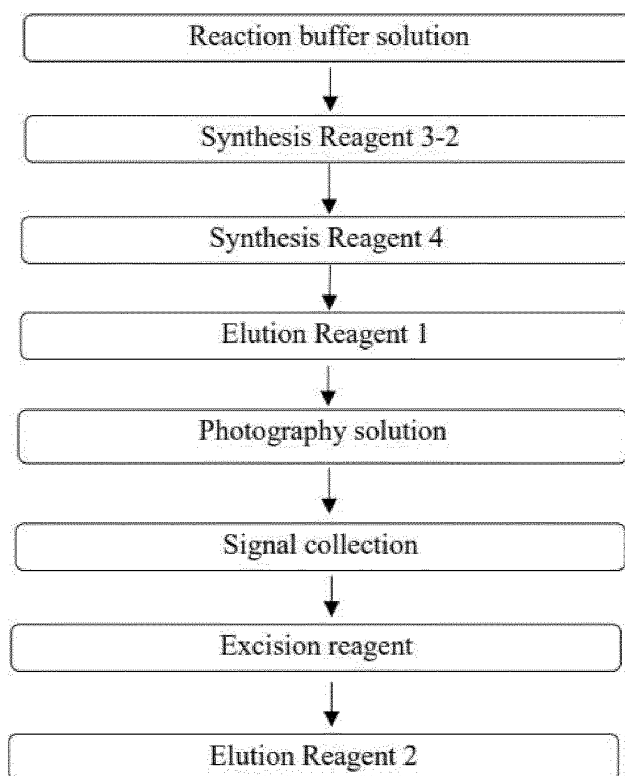 Reaction buffer solution
Synthesis Reagent 3-2
Synthesis Reagent 4
Elution Reagent 1
Photography solution
Signal collection
Excision reagent
Elution Reagent 2